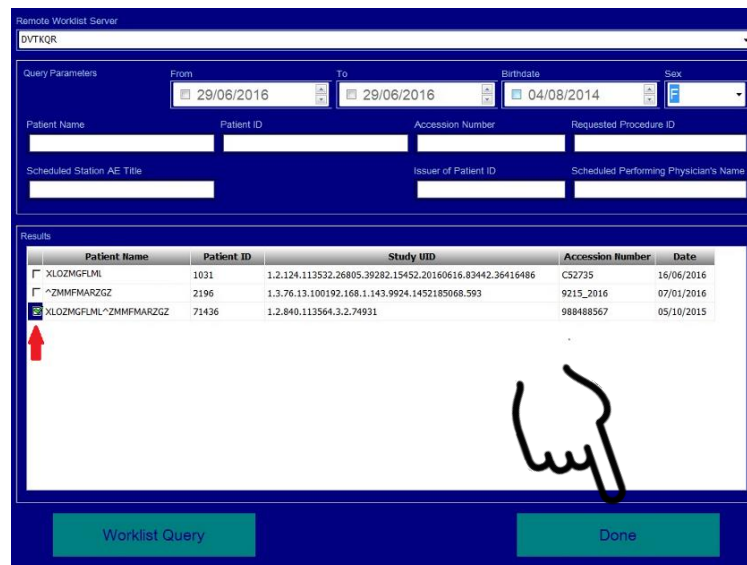 Remote Worklist Server
DVTKQR
Query Parameters From To Birthdate Sex
29/06/2016 29/06/2016 04/08/2014 F
Patient Name Patient ID Accession Number Requested Procedure ID
Scheduled Station AE Title Issuer of Patient ID Scheduled Performing Physician's Name
Results
Patient Name Patient ID Study UID Accession Number Date
XLOZMGFLML 1031 1.2.124.113532.26805.39282.15452.20160616.83442.36416486 C52735 16/06/2016
^ZMMFMARZGZ 2196 1.3.76.13.100192.168.1.143.9924.1452185068.593 9215_2016 07/01/2016
XLOZMGFLML^ZMMFMARZGZ 71436 1.2.840.113564.3.2.74931 988488567 05/10/2015
Worklist Query Done